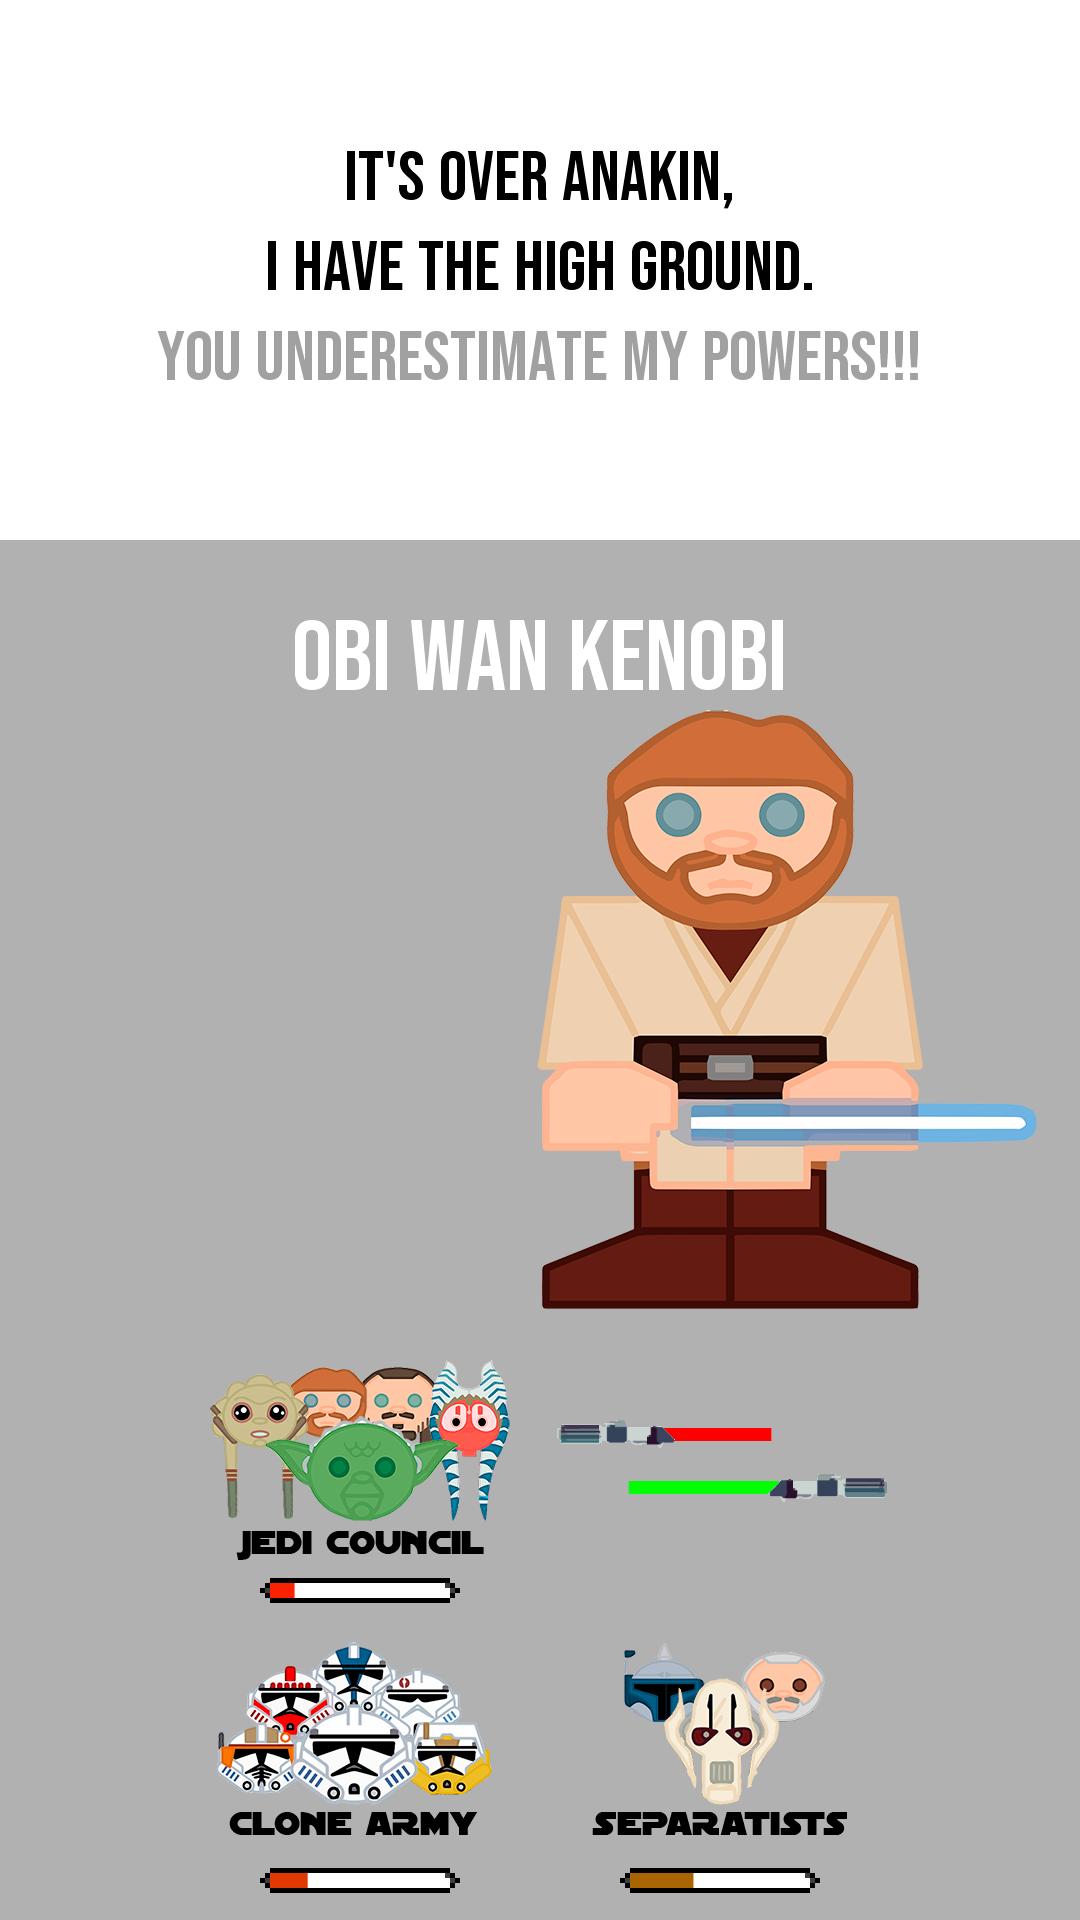 IT'S OVER ANAKIN,
I HAVE THE HIGH GROUND.
YOU UNDERESTIMATE MY POWERS!!!
OBI WAN KENOBI
JEDI COUNCIL
CLONE ARMY
SEPARATISTS